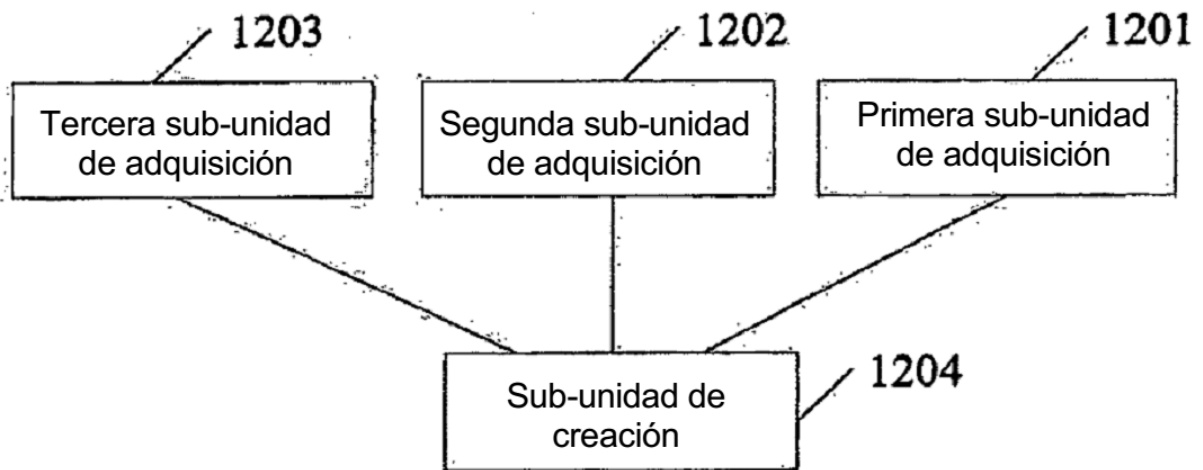 1203
1202
1201
Tercera sub-unidad
de adquisición
Segunda sub-unidad
de adquisición
Primera sub-unidad
de adquisición
1204
Sub-unidad de
creación